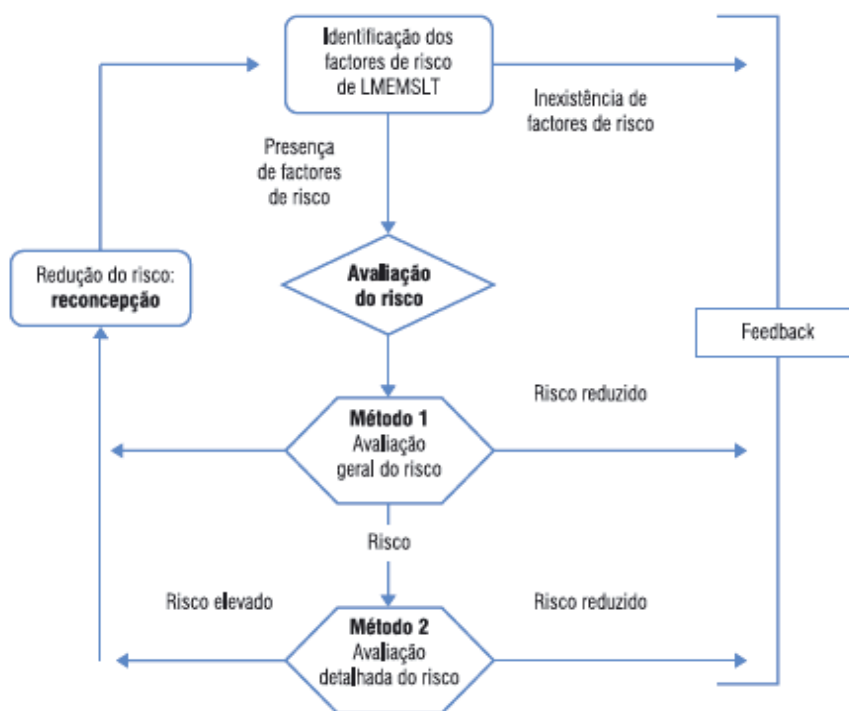 Identificação dos
factores de risco
de LMEMSLT
Inexistência de
factores de risco
Presença
de factores
de risco
Redução do risco:
reconcepção
Avaliação
do risco
Feedback
Risco reduzido
Método 1
Avaliação
geral do risco
Risco
Risco elevado
Risco reduzido
Método 2
Avaliação
detalhada do risco